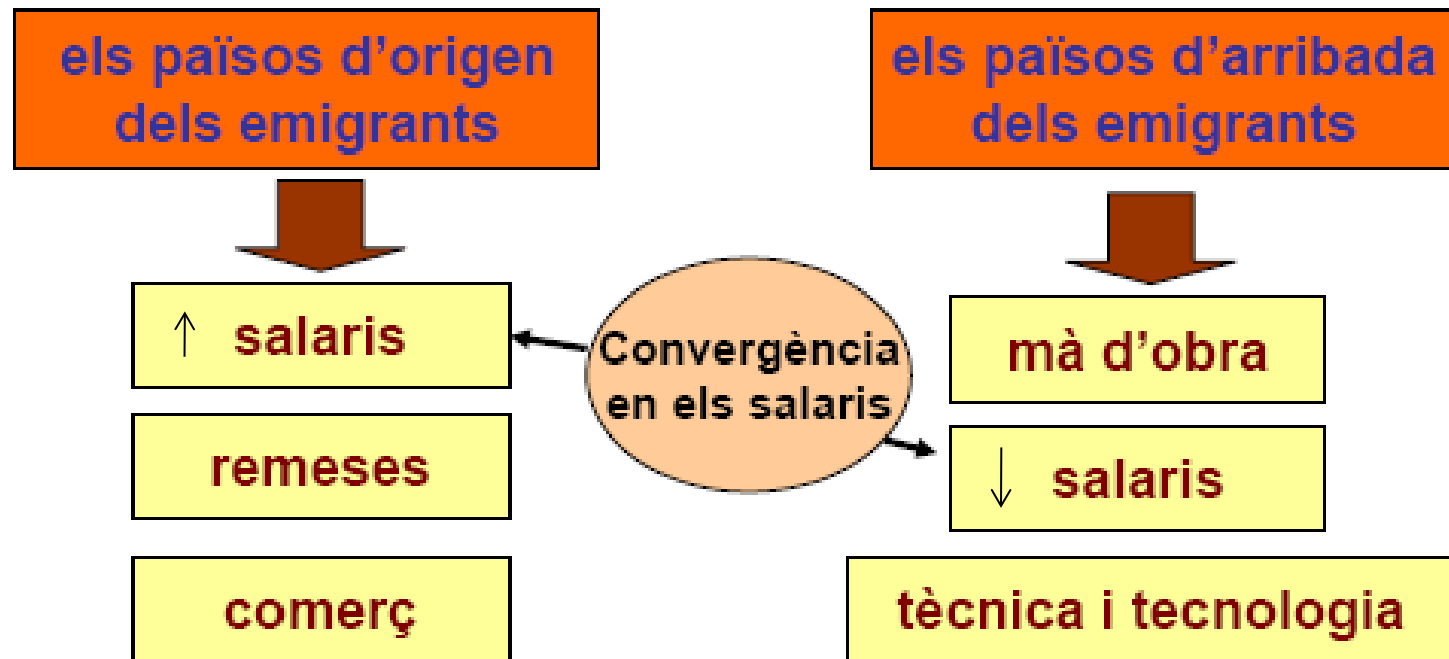 els països d'origen
dels emigrants
els països d'arribada
dels emigrants
↑ salaris
remeses
comerç
Convergència
en els salaris
mà d'obra
↓ salaris
tècnica i tecnologia